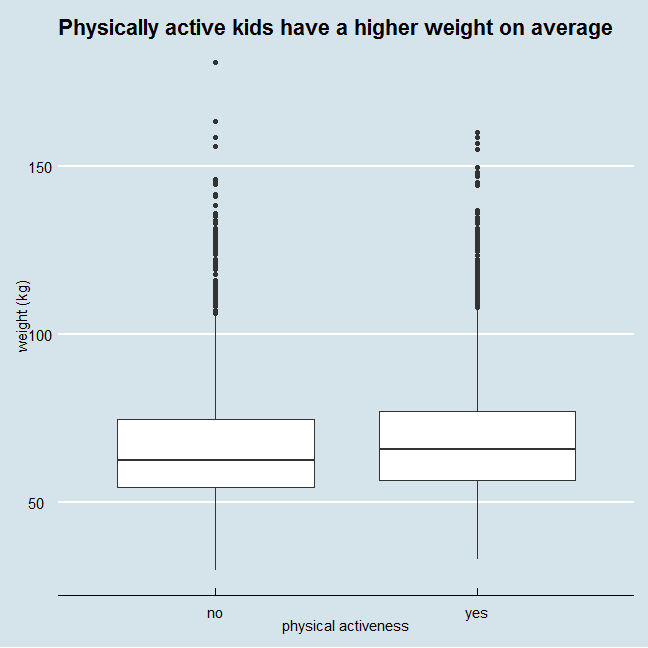 Physically active kids have a higher weight on average
150
100
50
weight (kg)
no
yes
physical activeness